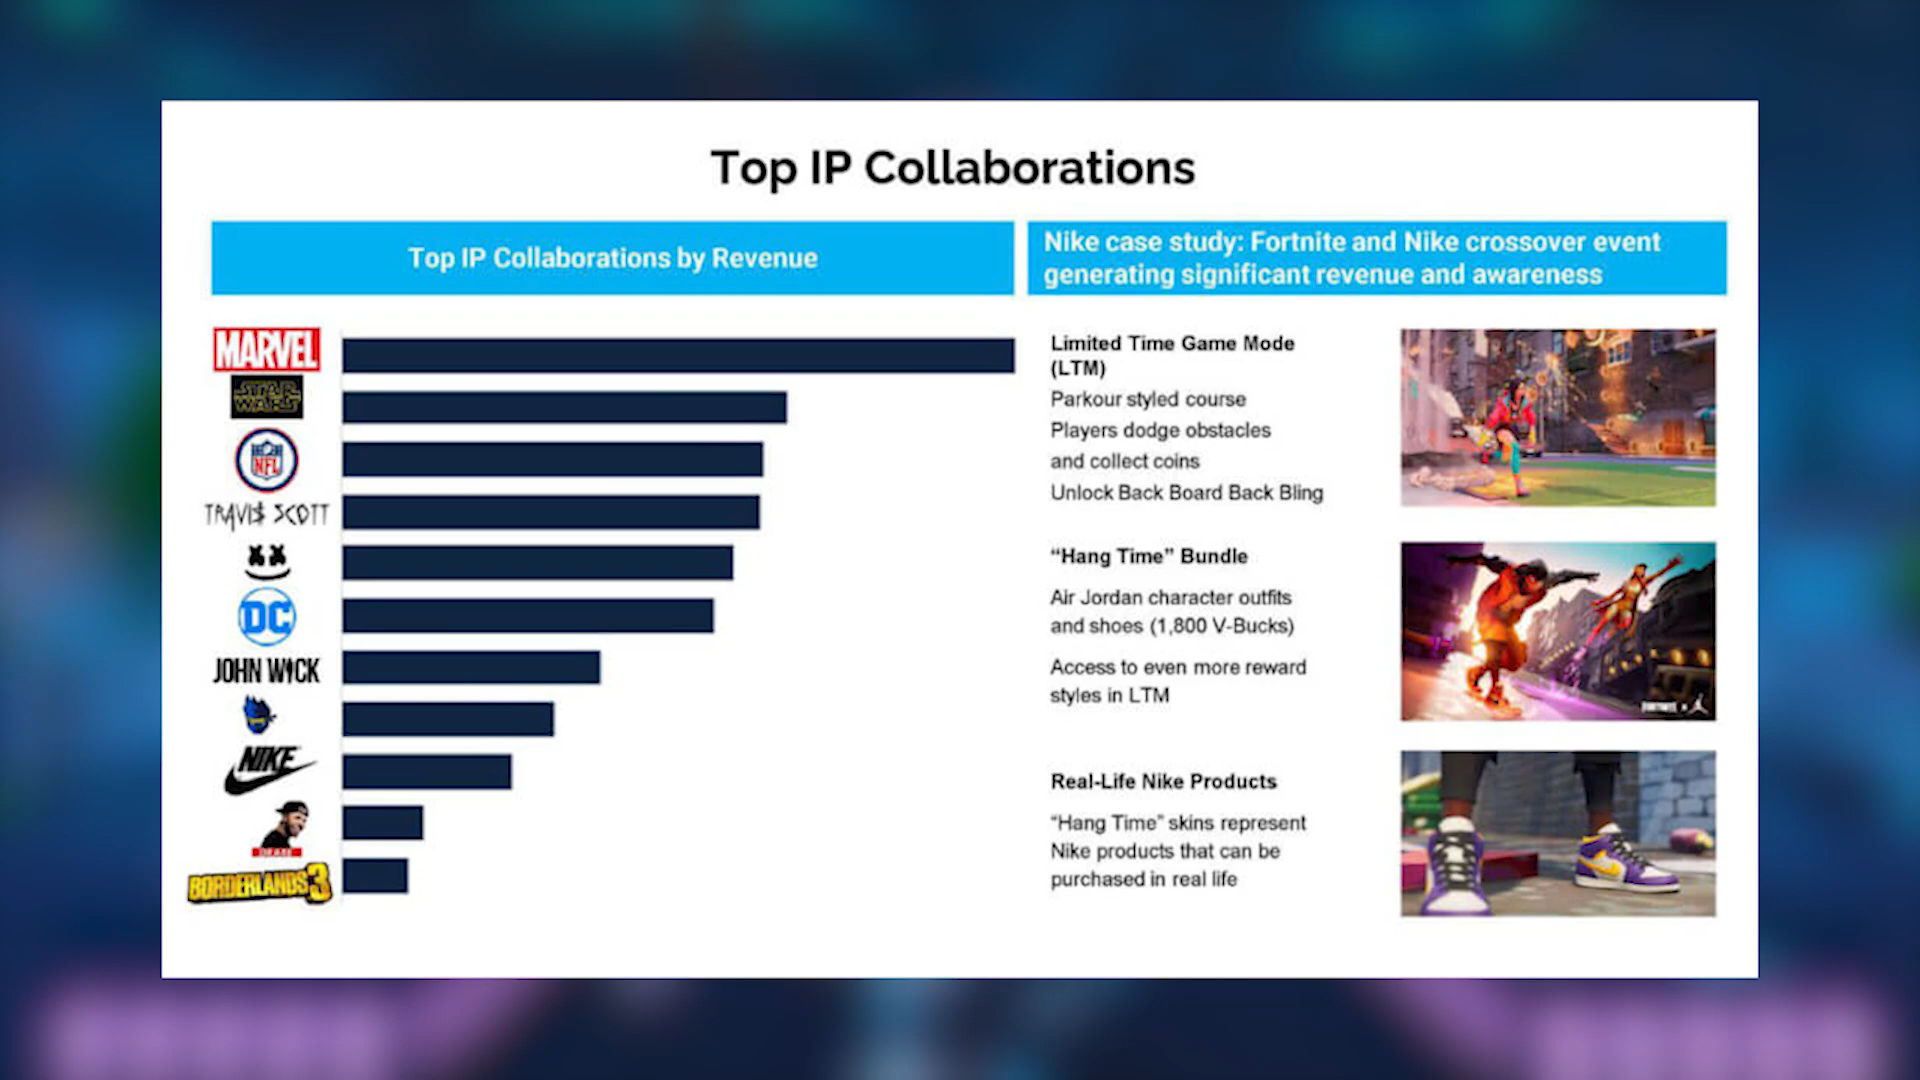 Top IP Collaborations
Top IP Collaborations by Revenue
MARVEL
STAR
WARS
NFL
TRAVI$ SCOTT
DC
JOHN WICK
NIKE
BORDERLANDS 3
Nike case study: Fortnite and Nike crossover event
generating significant revenue and awareness
Limited Time Game Mode
(LTM)
Parkour styled course
Players dodge obstacles
and collect coins
Unlock Back Board Back Bling
“Hang Time” Bundle
Air Jordan character outfits
and shoes (1,800 V-Bucks)
Access to even more reward
styles in LTM
FORTNITE X
Real-Life Nike Products
“Hang Time” skins represent
Nike products that can be
purchased in real life